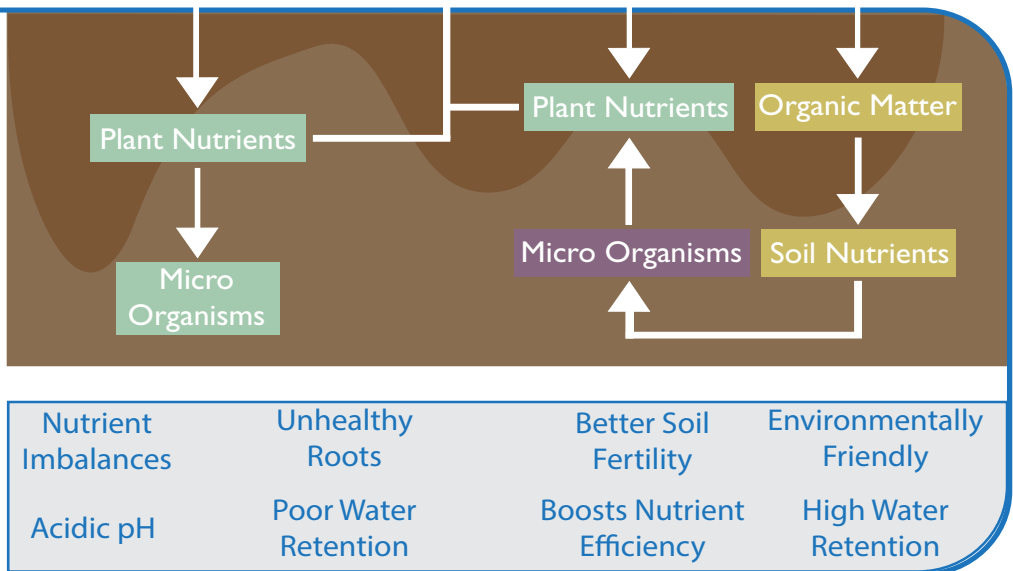 Plant Nutrients
Plant Nutrients
Organic Matter
Micro
Organisms
Micro Organisms
Soil Nutrients
Nutrient
Imbalances
Unhealthy
Roots
Better Soil
Fertility
Environmentally
Friendly
Acidic pH
Poor Water
Retention
Boosts Nutrient
Efficiency
High Water
Retention